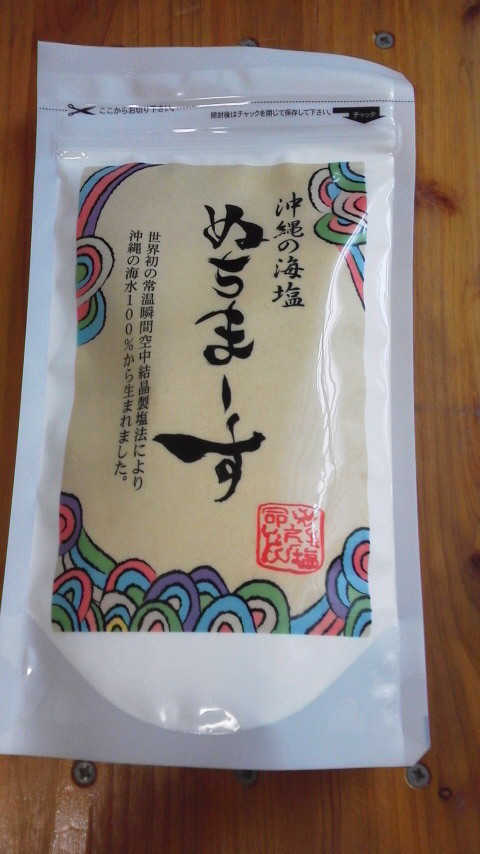 ここからお切り下さい。
開封後はチャックを閉じて保存して下さい。
チャック
沖縄の海塩
ぬちまーす
世界初の常温瞬間空中結晶製塩法により
沖縄の海水100%から生まれました。